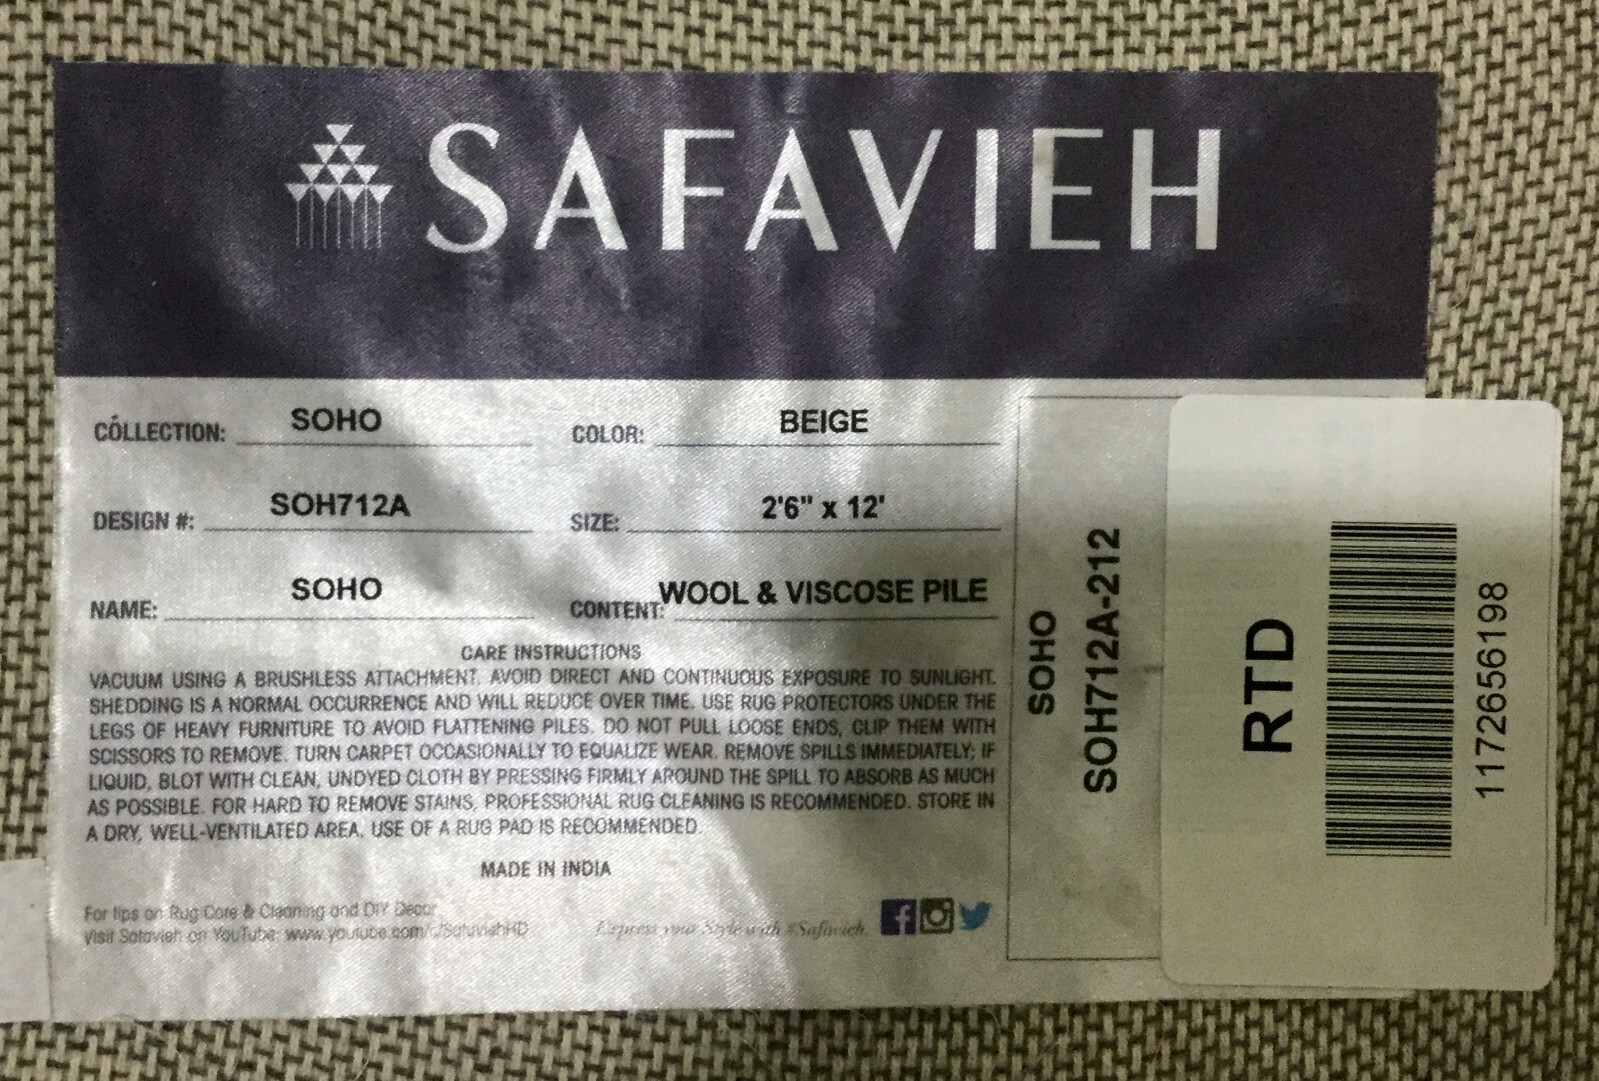 SAFAVIEH
COLLECTION: SOHO
COLOR: BEIGE
DESIGN #: SOH712A
SIZE: 2'6" x 12'
NAME: SOHO
CONTENT: WOOL & VISCOSE PILE
CARE INSTRUCTIONS
VACUUM USING A BRUSHLESS ATTACHMENT. AVOID DIRECT AND CONTINUOUS EXPOSURE TO SUNLIGHT.
SHEDDING IS A NORMAL OCCURRENCE AND WILL REDUCE OVER TIME. USE RUG PROTECTORS UNDER THE
LEGS OF HEAVY FURNITURE TO AVOID FLATTENING PILES. DO NOT PULL LOOSE ENDS, CLIP THEM WITH
SCISSORS TO REMOVE. TURN CARPET OCCASIONALLY TO EQUALIZE WEAR. REMOVE SPILLS IMMEDIATELY; IF
LIQUID, BLOT WITH CLEAN, UNDYED CLOTH BY PRESSING FIRMLY AROUND THE SPILL TO ABSORB AS MUCH
AS POSSIBLE. FOR HARD TO REMOVE STAINS, PROFESSIONAL RUG CLEANING IS RECOMMENDED. STORE IN
A DRY, WELL-VENTILATED AREA. USE OF A RUG PAD IS RECOMMENDED.
MADE IN INDIA
For tips on Rug Care & Cleaning and DIY Decor
Visit Safavieh on YouTube: www.youtube.com/c/SafaviehHD
Express your Style with #Safavieh
SOHO
SOH712A-212
RTD
1172656198